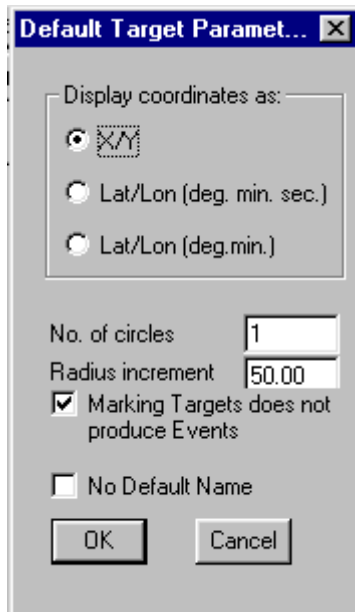 Default Target Paramet...
Display coordinates as:
X/Y
Lat/Lon (deg. min. sec.)
Lat/Lon (deg.min.)
No. of circles 1
Radius increment 50.00
Marking Targets does not
produce Events
No Default Name
OK Cancel